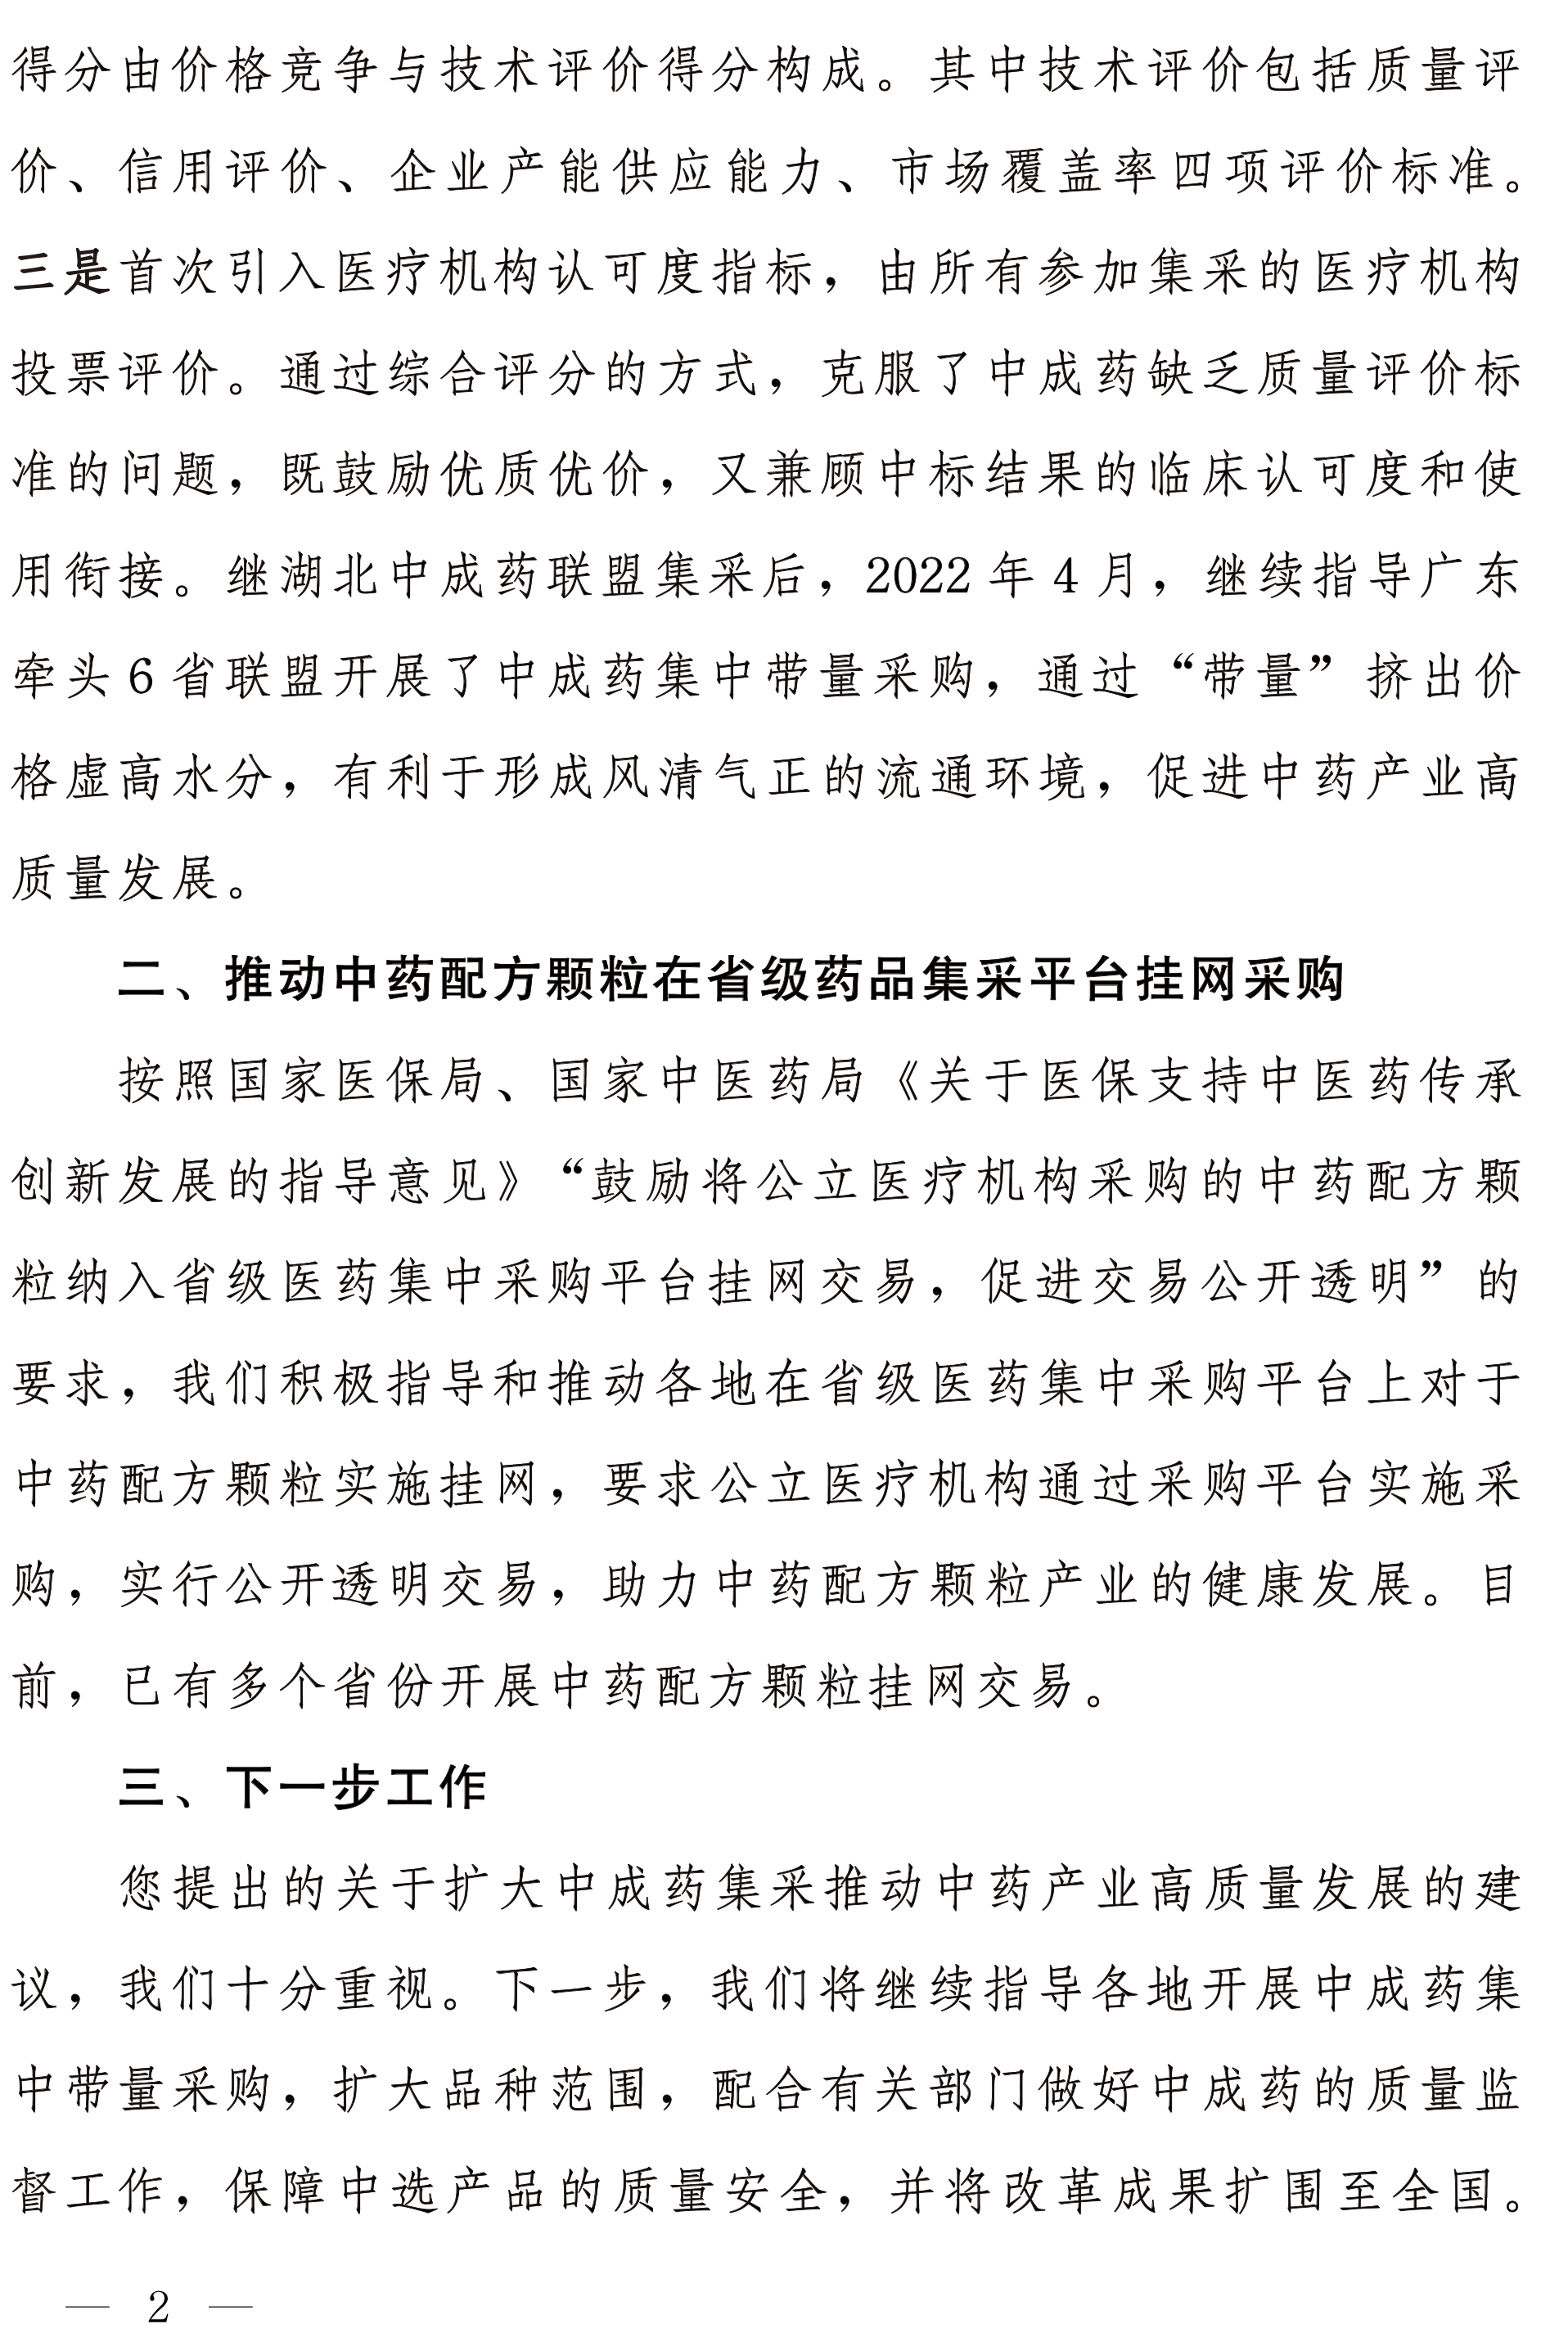 得分由价格竞争与技术评价得分构成。其中技术评价包括质量评
价、信用评价、企业产能供应能力、市场覆盖率四项评价标准。
三是首次引入医疗机构认可度指标，由所有参加集采的医疗机构
投票评价。通过综合评分的方式，克服了中成药缺乏质量评价标
准的问题，既鼓励优质优价，又兼顾中标结果的临床认可度和使
用衔接。继湖北中成药联盟集采后，2022 年 4 月，继续指导广东
牵头 6 省联盟开展了中成药集中带量采购，通过“带量”挤出价
格虚高水分，有利于形成风清气正的流通环境，促进中药产业高
质量发展。
二、推动中药配方颗粒在省级药品集采平台挂网采购
按照国家医保局、国家中医药局《关于医保支持中医药传承
创新发展的指导意见》“鼓励将公立医疗机构采购的中药配方颗
粒纳入省级医药集中采购平台挂网交易，促进交易公开透明”的
要求，我们积极指导和推动各地在省级医药集中采购平台上对于
中药配方颗粒实施挂网，要求公立医疗机构通过采购平台实施采
购，实行公开透明交易，助力中药配方颗粒产业的健康发展。目
前，已有多个省份开展中药配方颗粒挂网交易。
三、下一步工作
您提出的关于扩大中成药集采推动中药产业高质量发展的建
议，我们十分重视。下一步，我们将继续指导各地开展中成药集
中带量采购，扩大品种范围，配合有关部门做好中成药的质量监
督工作，保障中选产品的质量安全，并将改革成果扩围至全国。
— 2 —